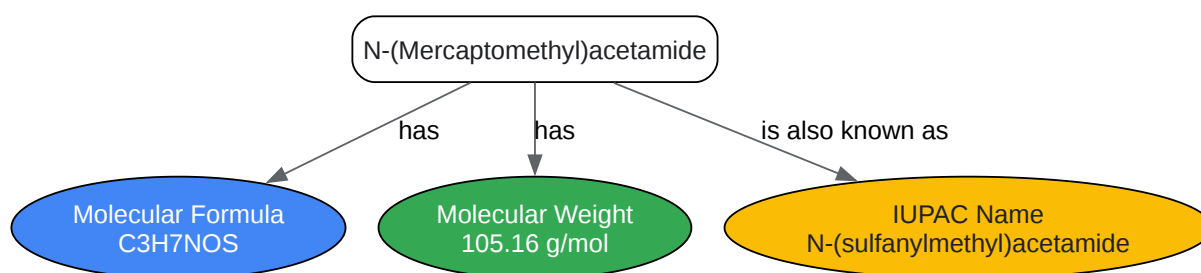 N-(Mercaptomethyl)acetamide
has
has
is also known as
Molecular Formula
C3H7NOS
Molecular Weight
105.16 g/mol
IUPAC Name
N-(sulfanylmethyl)acetamide